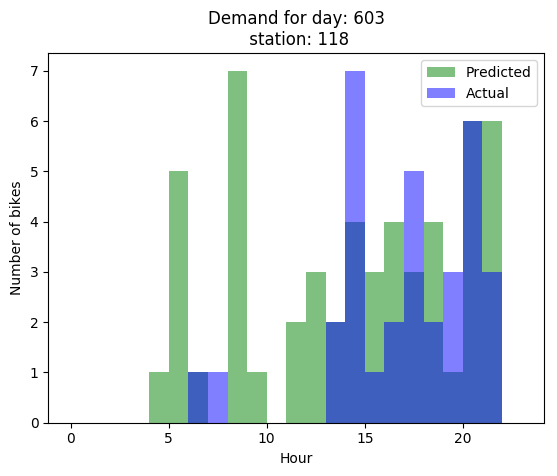 Demand for day: 603
station: 118
Predicted
Actual
Number of bikes
7
6
5
4
3
2
1
0
0
5
10
15
20
Hour